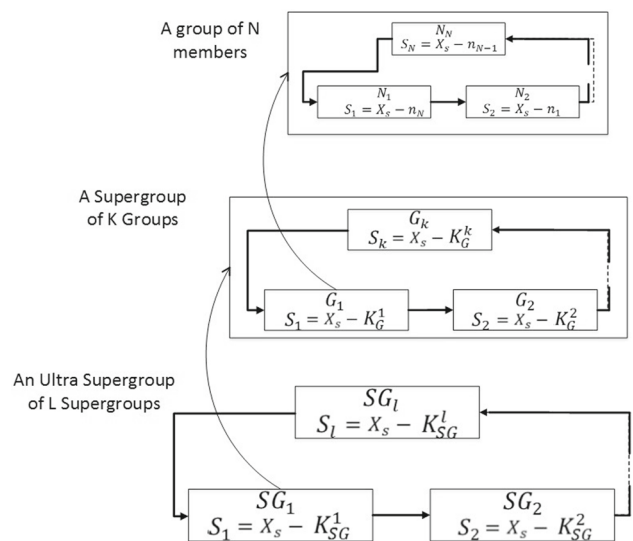 A group of N
members
N_N
S_N = X_s − n_{N−1}
N_1
S_1 = X_s − n_N
N_2
S_2 = X_s − n_1
A Supergroup
of K Groups
G_k
S_k = X_s − K_G^k
G_1
S_1 = X_s − K_G^1
G_2
S_2 = X_s − K_G^2
An Ultra Supergroup
of L Supergroups
SG_l
S_l = X_s − K_{SG}^l
SG_1
S_1 = X_s − K_{SG}^1
SG_2
S_2 = X_s − K_{SG}^2